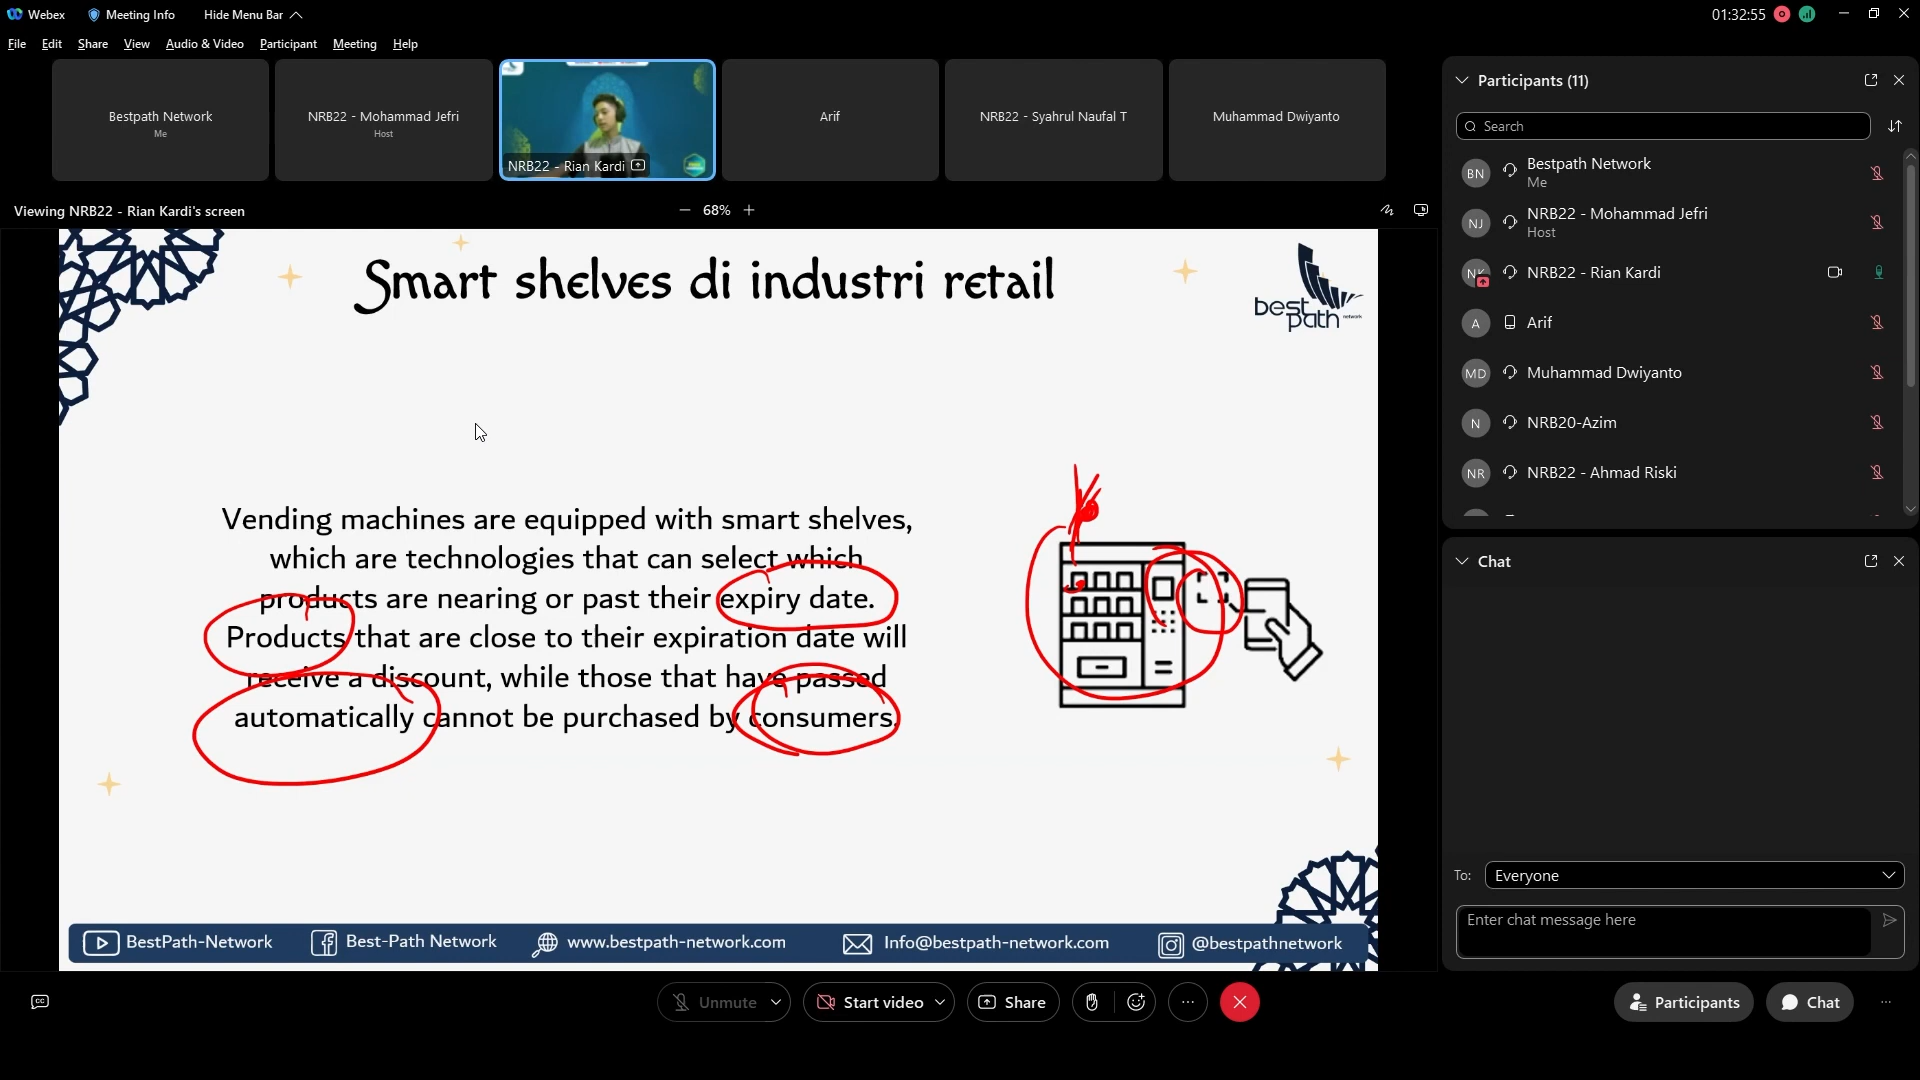 Webex
Meeting Info
Hide Menu Bar
01:32:55
File
Edit
Share
View
Audio & Video
Participant
Meeting
Help
Bestpath Network
Me
NRB22 - Mohammad Jefri
Host
NRB22 - Rian Kardi
Arif
NRB22 - Syahrul Naufal T
Muhammad Dwiyanto
Viewing NRB22 - Rian Kardi's screen
68%
Smart shelves di industri retail
best
path
network
Vending machines are equipped with smart shelves,
which are technologies that can select which
products are nearing or past their expiry date.
Products that are close to their expiration date will
receive a discount, while those that have passed
automatically cannot be purchased by consumers.
BestPath-Network
Best-Path Network
www.bestpath-network.com
Info@bestpath-network.com
@bestpathnetwork
Participants (11)
Search
BN
Bestpath Network
Me
NJ
NRB22 - Mohammad Jefri
Host
NK
NRB22 - Rian Kardi
A
Arif
MD
Muhammad Dwiyanto
N
NRB20-Azim
NR
NRB22 - Ahmad Riski
Chat
To:
Everyone
Enter chat message here
CC
Unmute
Start video
Share
Participants
Chat